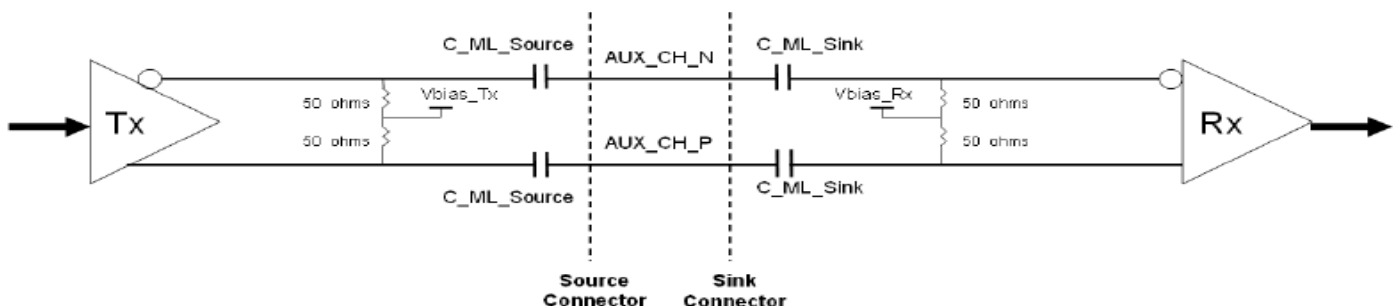 C_ML_Source
AUX_CH_N
C_ML_Sink
50 ohms
Vbias_Tx
Vbias_Rx
50 ohms
Tx
Rx
50 ohms
50 ohms
AUX_CH_P
C_ML_Source
C_ML_Sink
Source
Connector
Sink
Connector